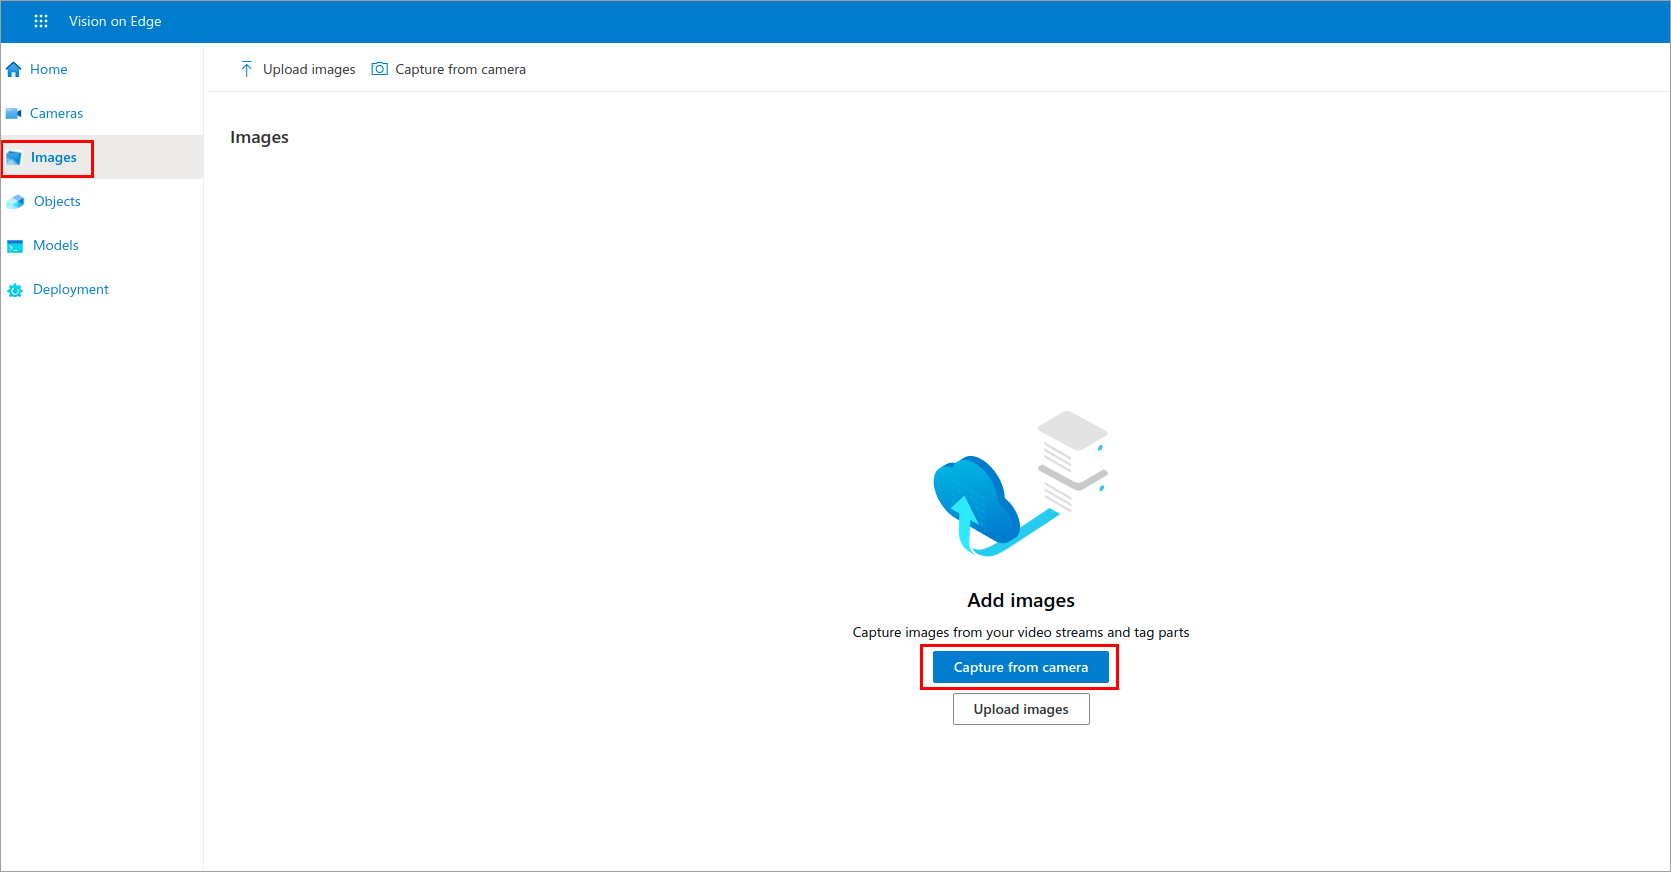 Vision on Edge
Home
Cameras
Images
Objects
Models
Deployment
Upload images
Capture from camera
Images
Add images
Capture images from your video streams and tag parts
Capture from camera
Upload images